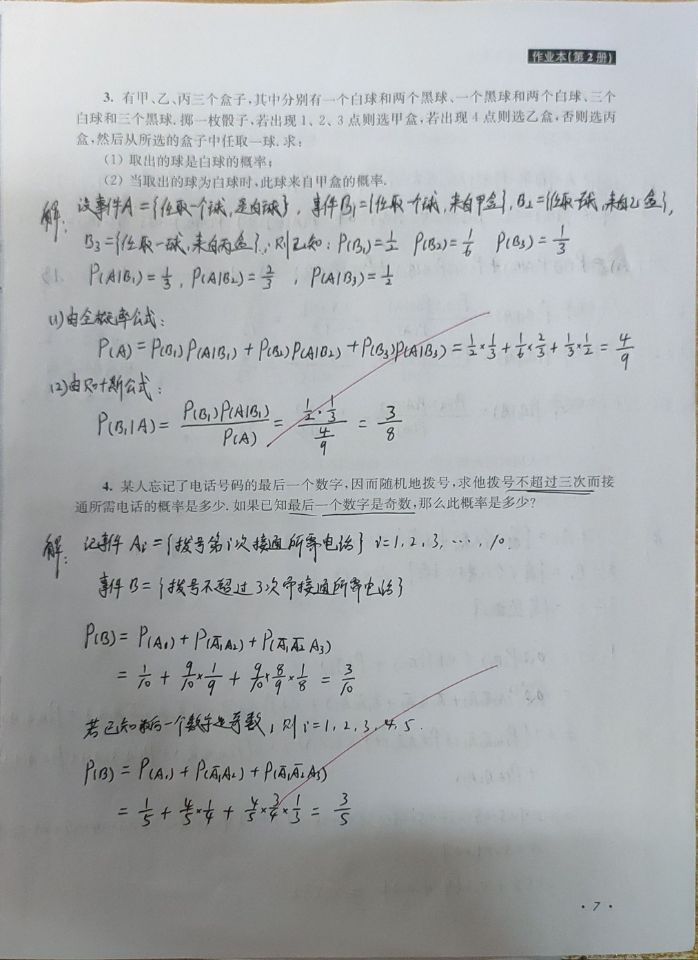 作业本(第2册)
3. 有甲、乙、丙三个盒子,其中分别有一个白球和两个黑球、一个黑球和两个白球、三个
白球和三个黑球. 掷一枚骰子,若出现1、2、3点则选甲盒,若出现4点则选乙盒,否则选丙
盒,然后从所选的盒子中任取一球. 求:
(1) 取出的球是白球的概率;
(2) 当取出的球为白球时,此球来自甲盒的概率.
解: 设事件A={任取一个球,是白球}, 事件B₁={任取一个球,来自甲盒}, B₂={任取一球,来自乙盒},
B₃={任取一球,来自丙盒}, 则已知: P(B₁)=1/2 P(B₂)=1/6 P(B₃)=1/3
P(A|B₁)=1/3, P(A|B₂)=2/3, P(A|B₃)=1/2
(1)由全概率公式:
P(A)=P(B₁)P(A|B₁)+P(B₂)P(A|B₂)+P(B₃)P(A|B₃)=1/2×1/3+1/6×2/3+1/3×1/2=4/9
(2)由贝叶斯公式:
P(B₁|A)=P(B₁)P(A|B₁)/P(A)=(1/2·1/3)/(4/9)=3/8
4. 某人忘记了电话号码的最后一个数字,因而随机地拨号,求他拨号不超过三次而接
通所需电话的概率是多少. 如果已知最后一个数字是奇数,那么此概率是多少?
解: 记事件 Aᵢ={拨号第i次接通所需电话} i=1,2,3,…,10.
事件B={拨号不超过3次而接通所需电话}
P(B)=P(A₁)+P(A̅₁A₂)+P(A̅₁A̅₂A₃)
=1/10+9/10×1/9+9/10×8/9×1/8=3/10
若已知最后一个数字是奇数,则i=1,2,3,4,5.
P(B)=P(A₁)+P(A̅₁A₂)+P(A̅₁A̅₂A₃)
=1/5+4/5×1/4+4/5×3/4×1/3=3/5
· 7 ·